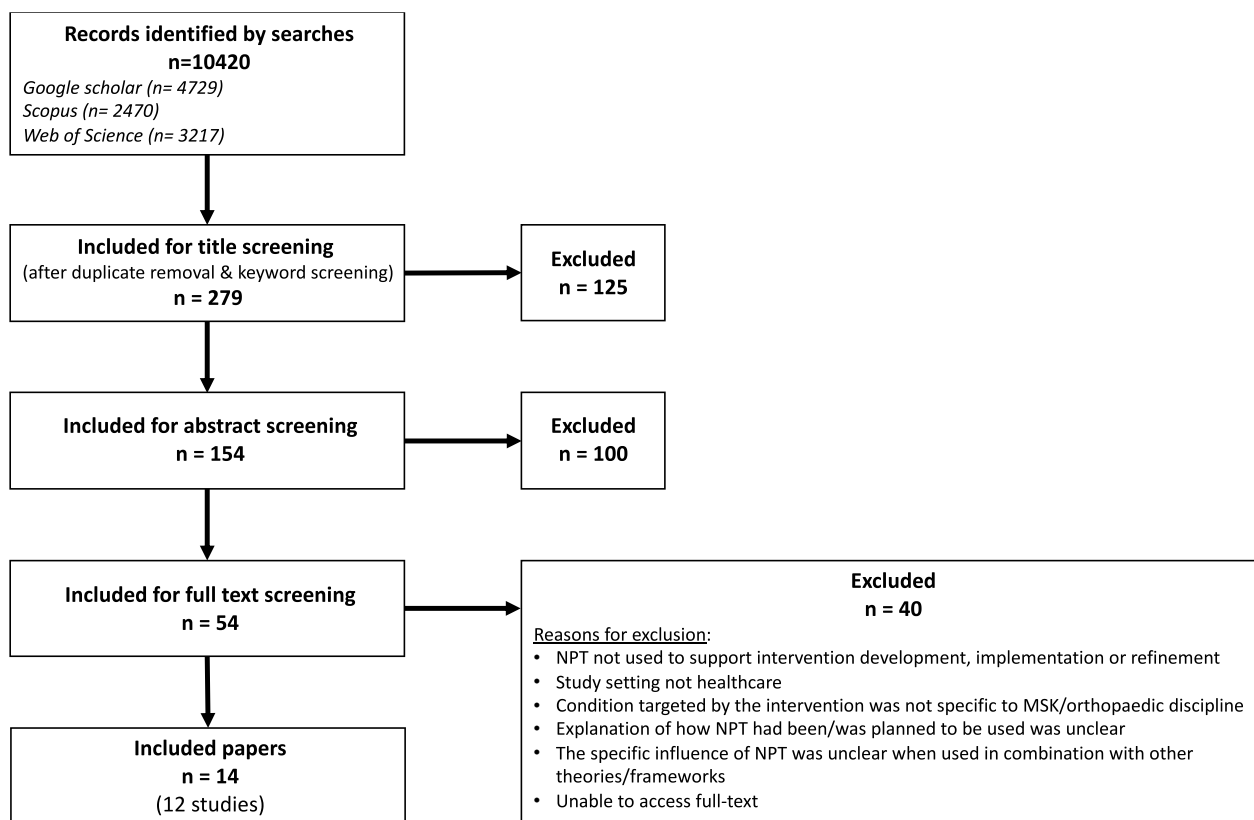 Records identified by searches
n=10420
Google scholar (n= 4729)
Scopus (n= 2470)
Web of Science (n= 3217)
Included for title screening
(after duplicate removal & keyword screening)
n = 279
Excluded
n = 125
Included for abstract screening
n = 154
Excluded
n = 100
Included for full text screening
n = 54
Excluded
n = 40
Reasons for exclusion:
• NPT not used to support intervention development, implementation or refinement
• Study setting not healthcare
• Condition targeted by the intervention was not specific to MSK/orthopaedic discipline
• Explanation of how NPT had been/was planned to be used was unclear
• The specific influence of NPT was unclear when used in combination with other
theories/frameworks
• Unable to access full-text
Included papers
n = 14
(12 studies)